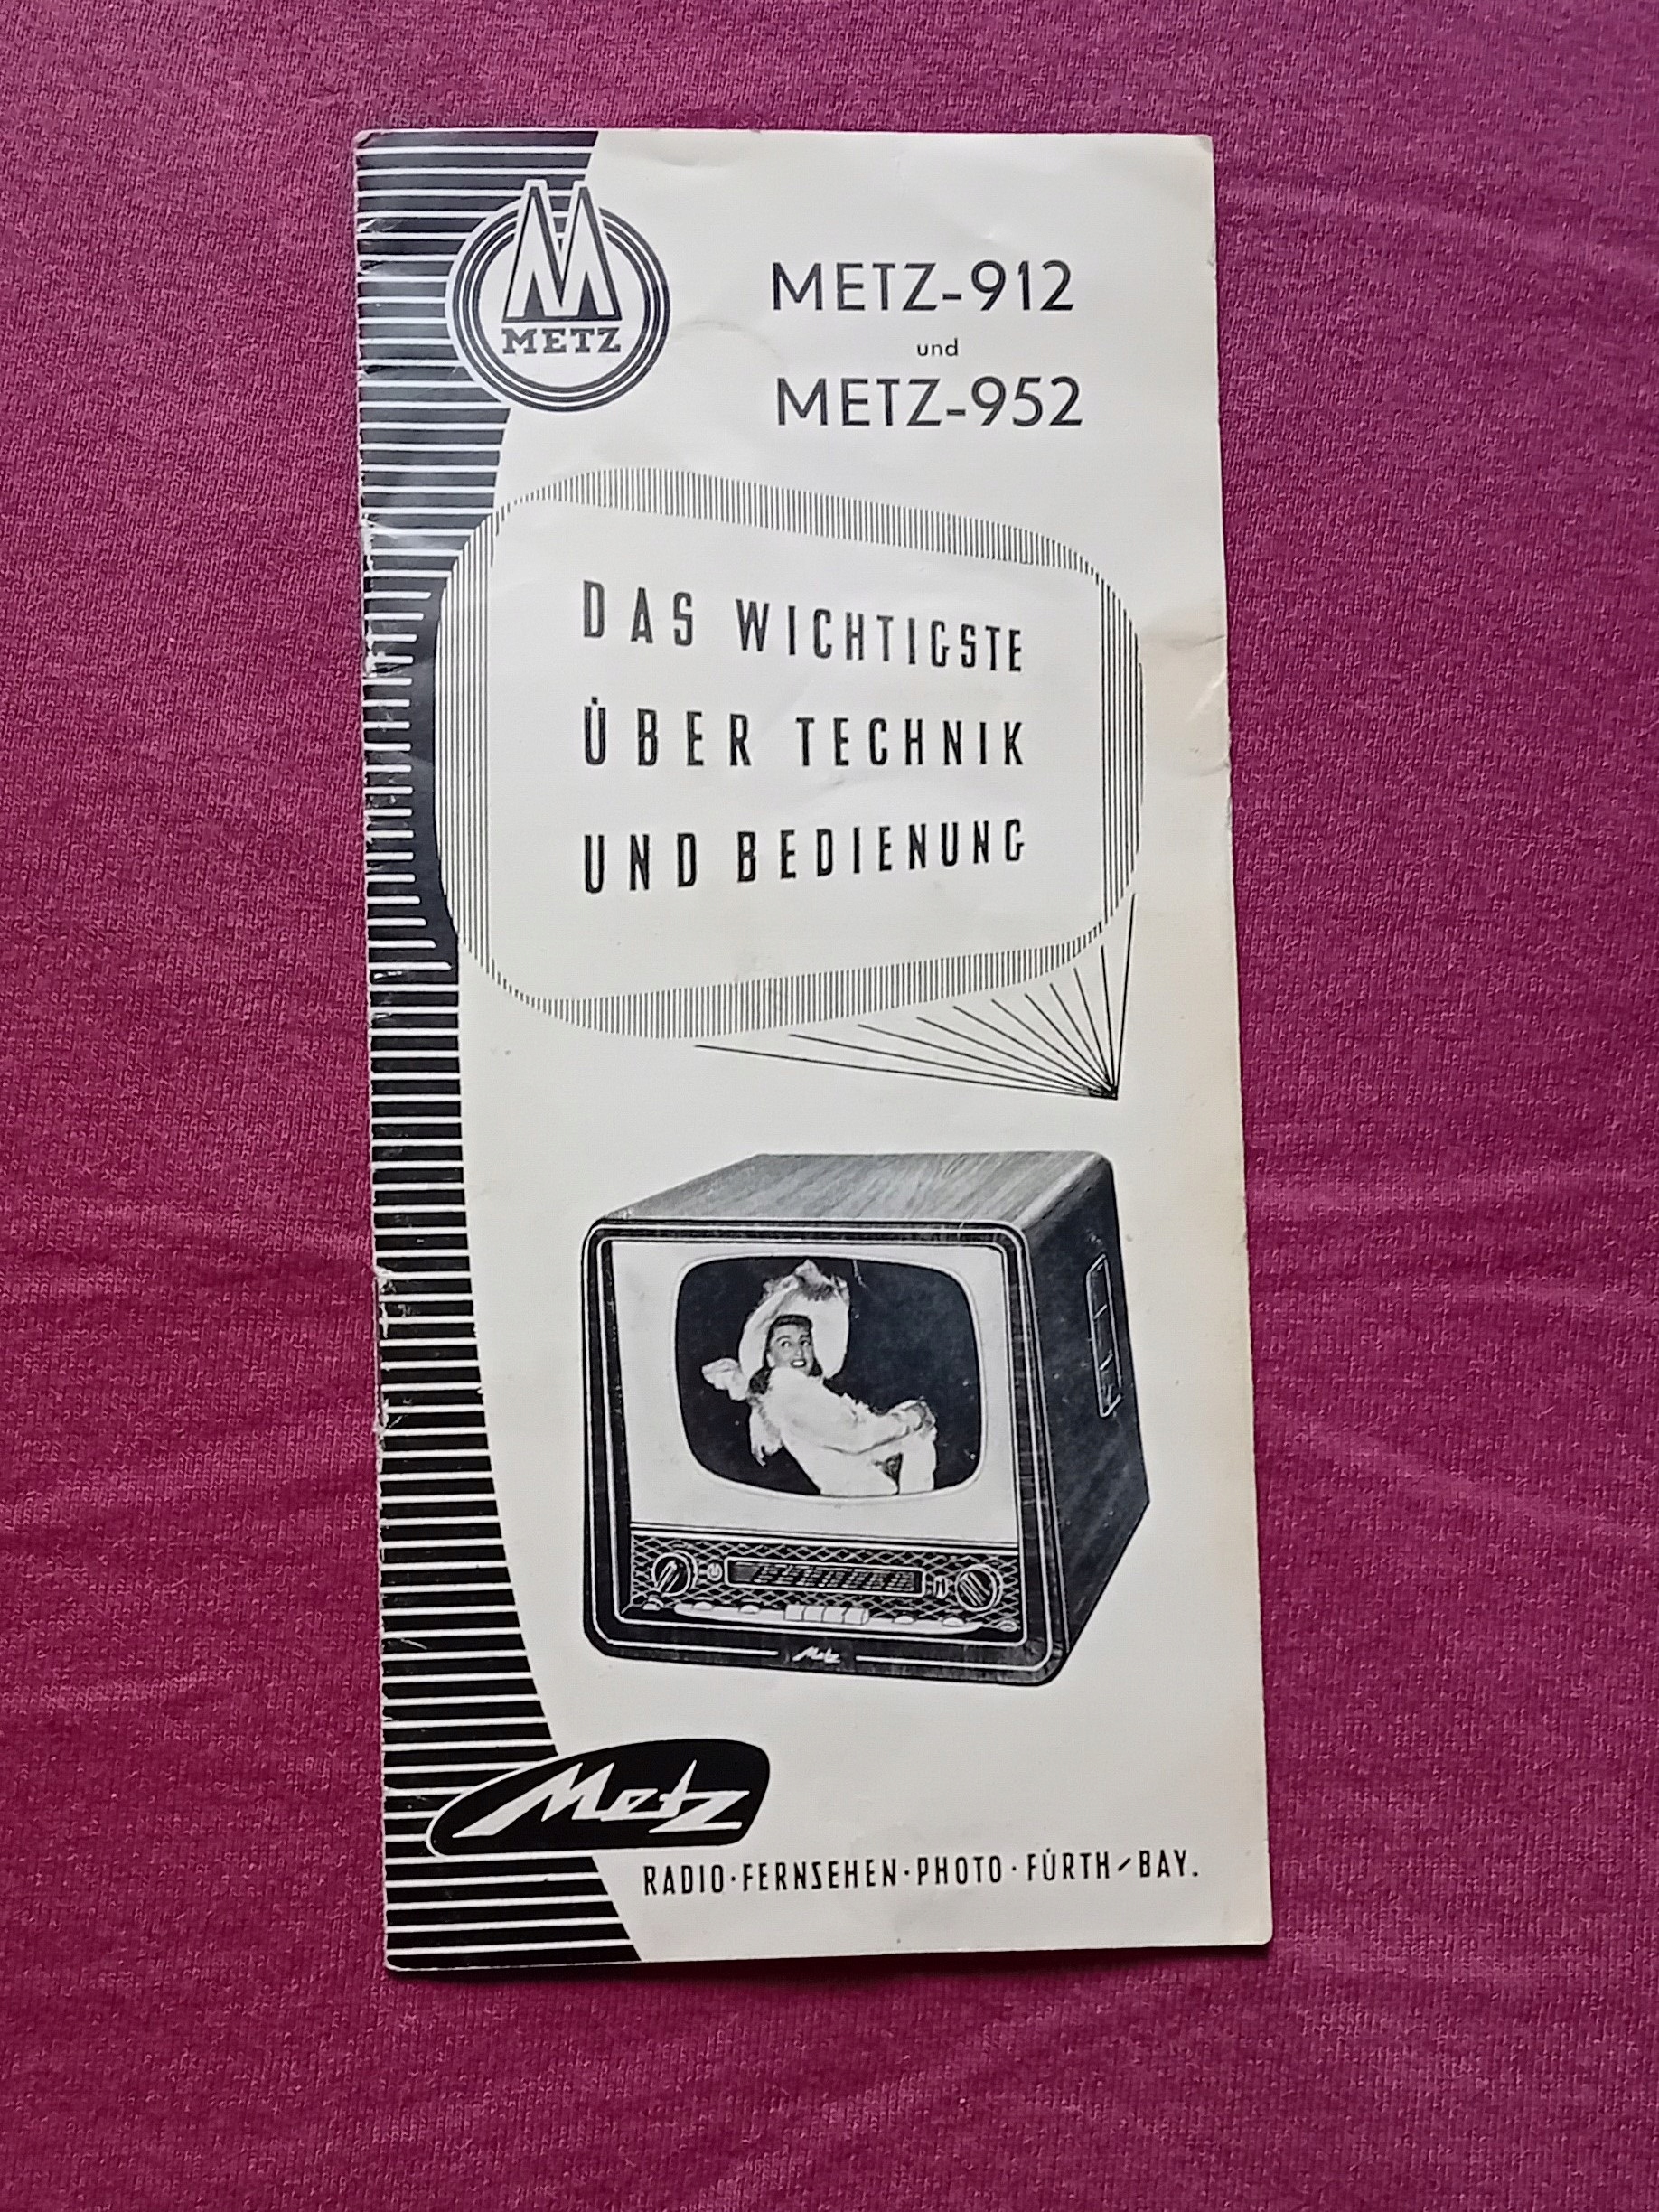 METZ
METZ-912
und
METZ-952
DAS WICHTIGSTE
ÜBER TECHNIK
UND BEDIENUNG
Metz
Metz
RADIO·FERNSEHEN·PHOTO·FÜRTH/BAY.